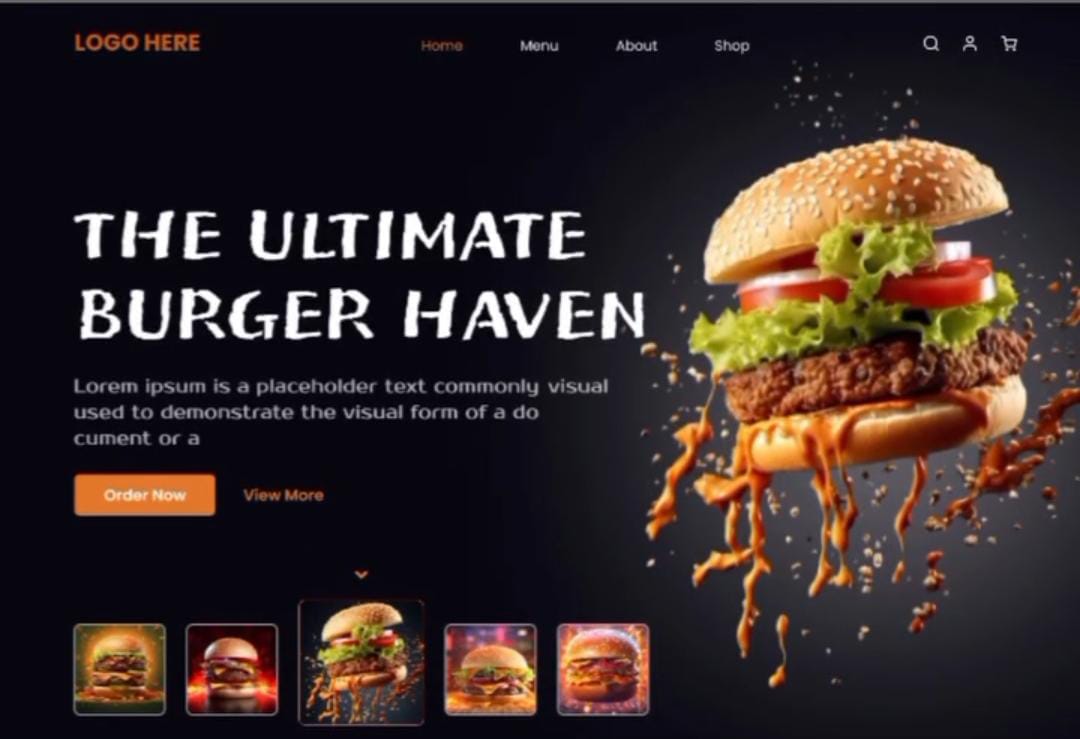 LOGO HERE
Home Menu About Shop
THE ULTIMATE
BURGER HAVEN
Lorem ipsum is a placeholder text commonly visual
used to demonstrate the visual form of a do
cument or a
Order Now View More